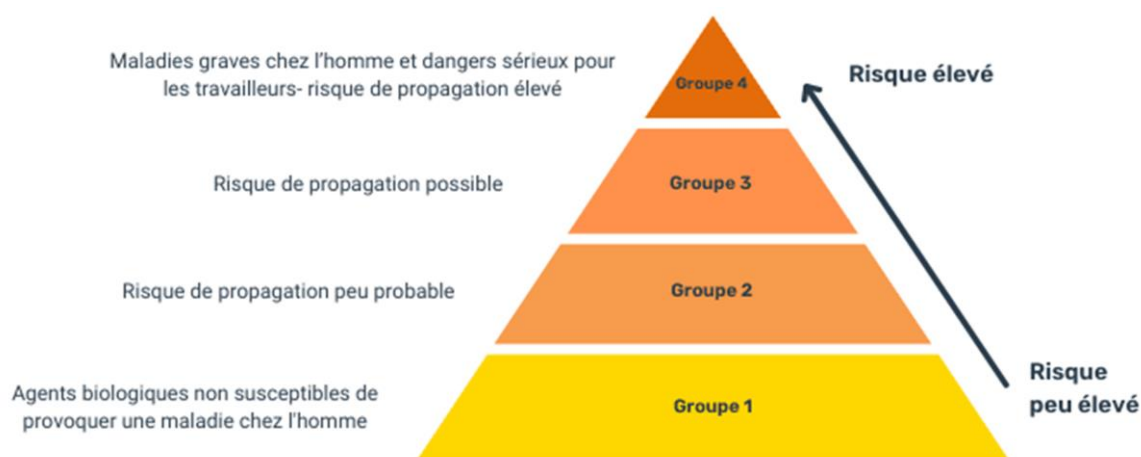 Maladies graves chez l'homme et dangers sérieux pour
les travailleurs- risque de propagation élevé
Groupe 4
Risque élevé
Risque de propagation possible
Groupe 3
Risque de propagation peu probable
Groupe 2
Agents biologiques non susceptibles de
provoquer une maladie chez l'homme
Groupe 1
Risque
peu élevé